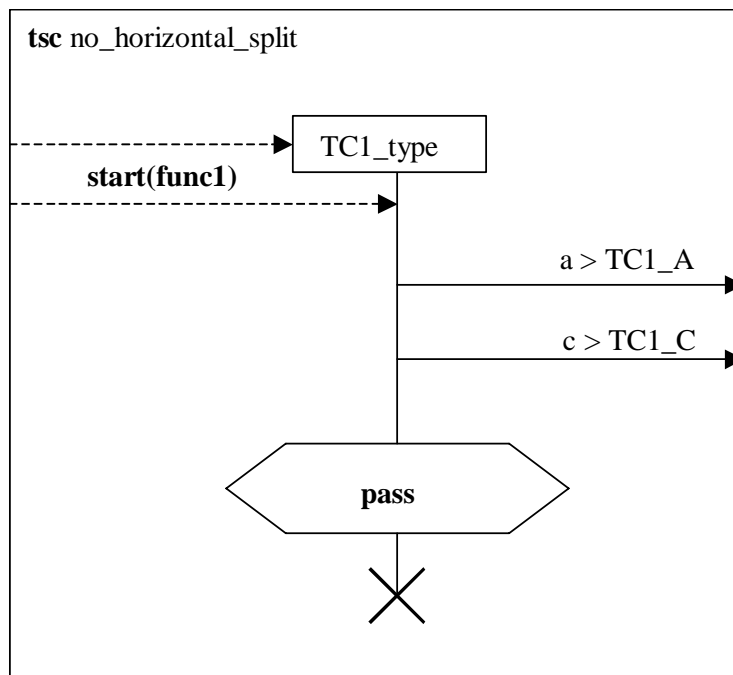 tsc no_horizontal_split
TC1_type
start(func1)
a > TC1_A
c > TC1_C
pass